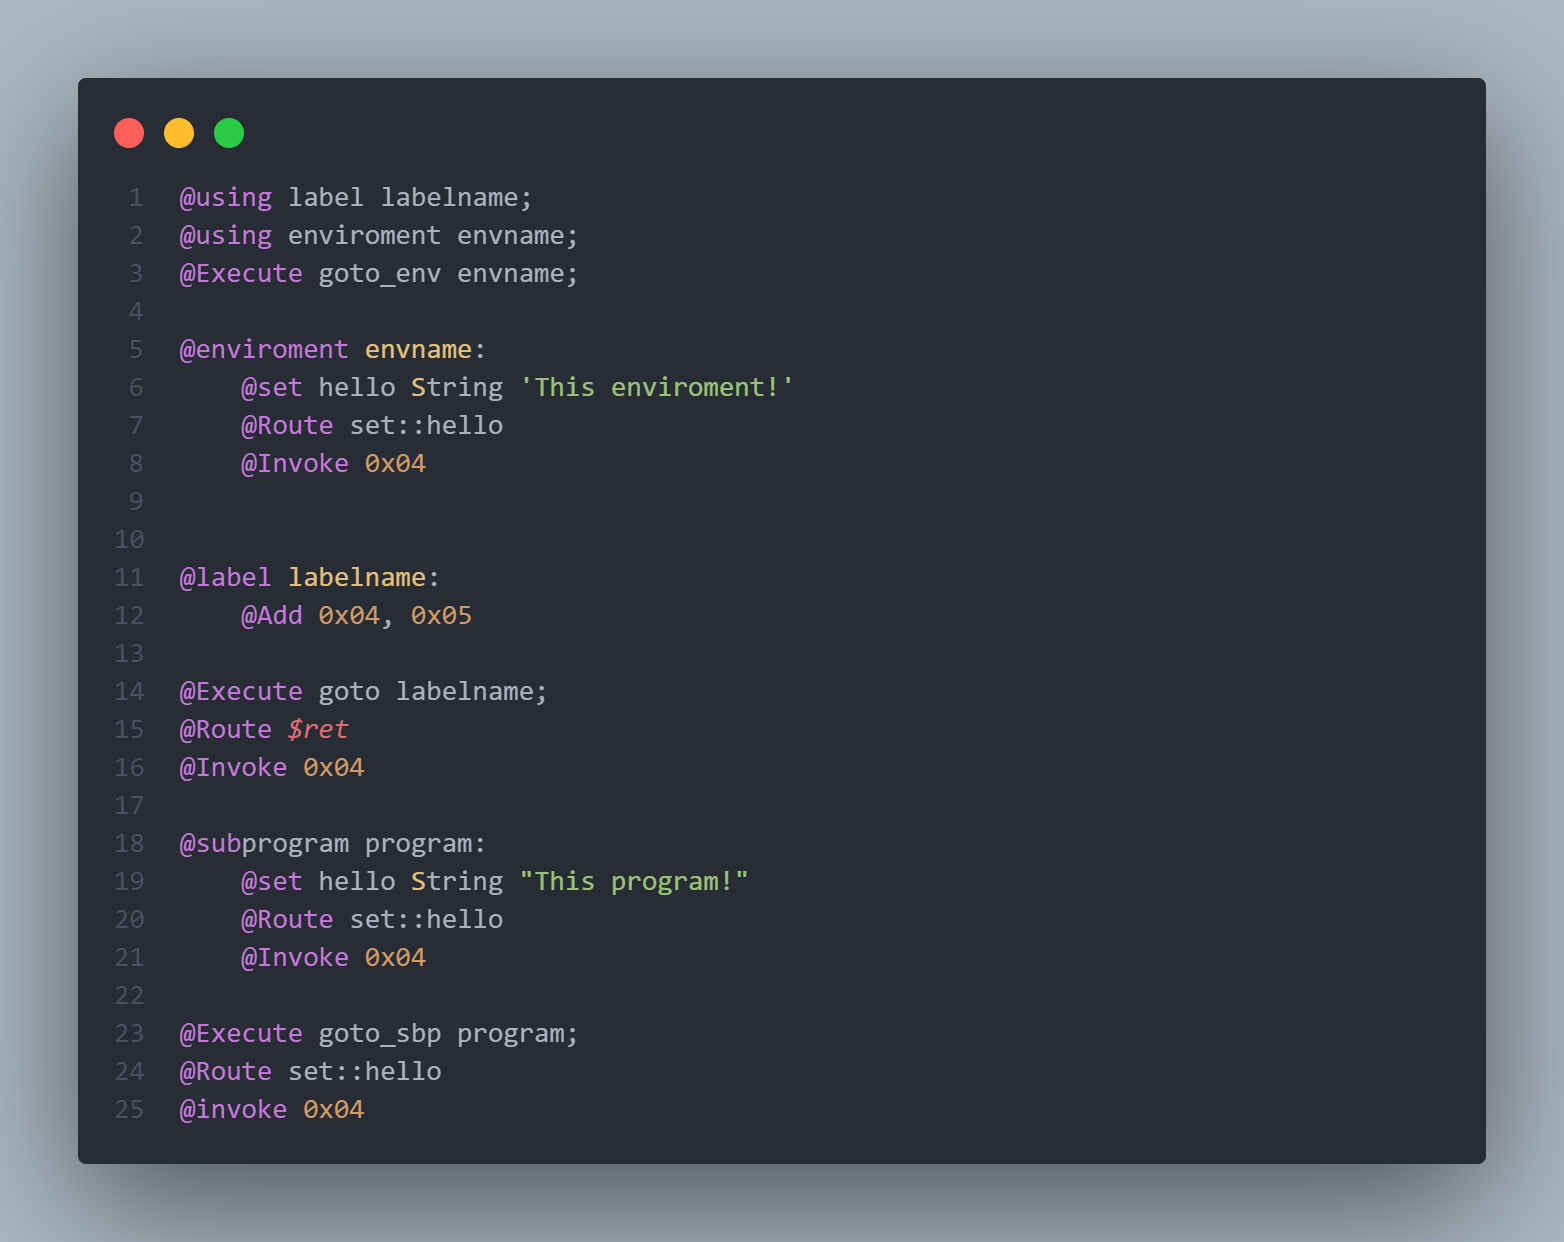 1 @using label labelname;
2 @using enviroment envname;
3 @Execute goto_env envname;
4
5 @enviroment envname:
6     @set hello String 'This enviroment!'
7     @Route set::hello
8     @Invoke 0x04
9
10
11 @label labelname:
12     @Add 0x04, 0x05
13
14 @Execute goto labelname;
15 @Route $ret
16 @Invoke 0x04
17
18 @subprogram program:
19     @set hello String "This program!"
20     @Route set::hello
21     @Invoke 0x04
22
23 @Execute goto_sbp program;
24 @Route set::hello
25 @invoke 0x04